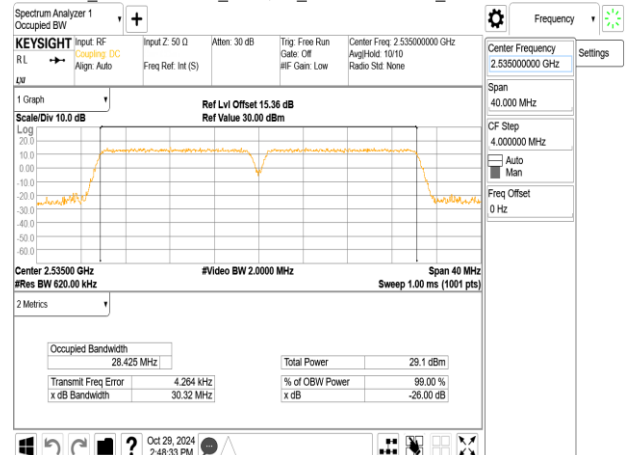 Spectrum Analyzer 1
Occupied BW
+
Frequency
KEYSIGHT
RL
Input: RF
Coupling: DC
Align: Auto
Input Z: 50 Ω
Freq Ref: Int (S)
Atten: 30 dB
Trig: Free Run
Gate: Off
#IF Gain: Low
Center Freq: 2.535000000 GHz
Avg|Hold: 10/10
Radio Std: None
Center Frequency
2.535000000 GHz
Settings
Span
40.000 MHz
CF Step
4.000000 MHz
Auto
Man
Freq Offset
0 Hz
1 Graph
Scale/Div 10.0 dB
Ref Lvl Offset 15.36 dB
Ref Value 30.00 dBm
Log
20.0
10.0
0.00
-10.0
-20.0
-30.0
-40.0
-50.0
-60.0
Center 2.53500 GHz
#Video BW 2.0000 MHz
Span 40 MHz
#Res BW 620.00 kHz
Sweep 1.00 ms (1001 pts)
2 Metrics
Occupied Bandwidth
28.425 MHz
Total Power 29.1 dBm
Transmit Freq Error 4.264 kHz
% of OBW Power 99.00 %
x dB Bandwidth 30.32 MHz
x dB -26.00 dB
?
Oct 29, 2024
2:48:33 PM